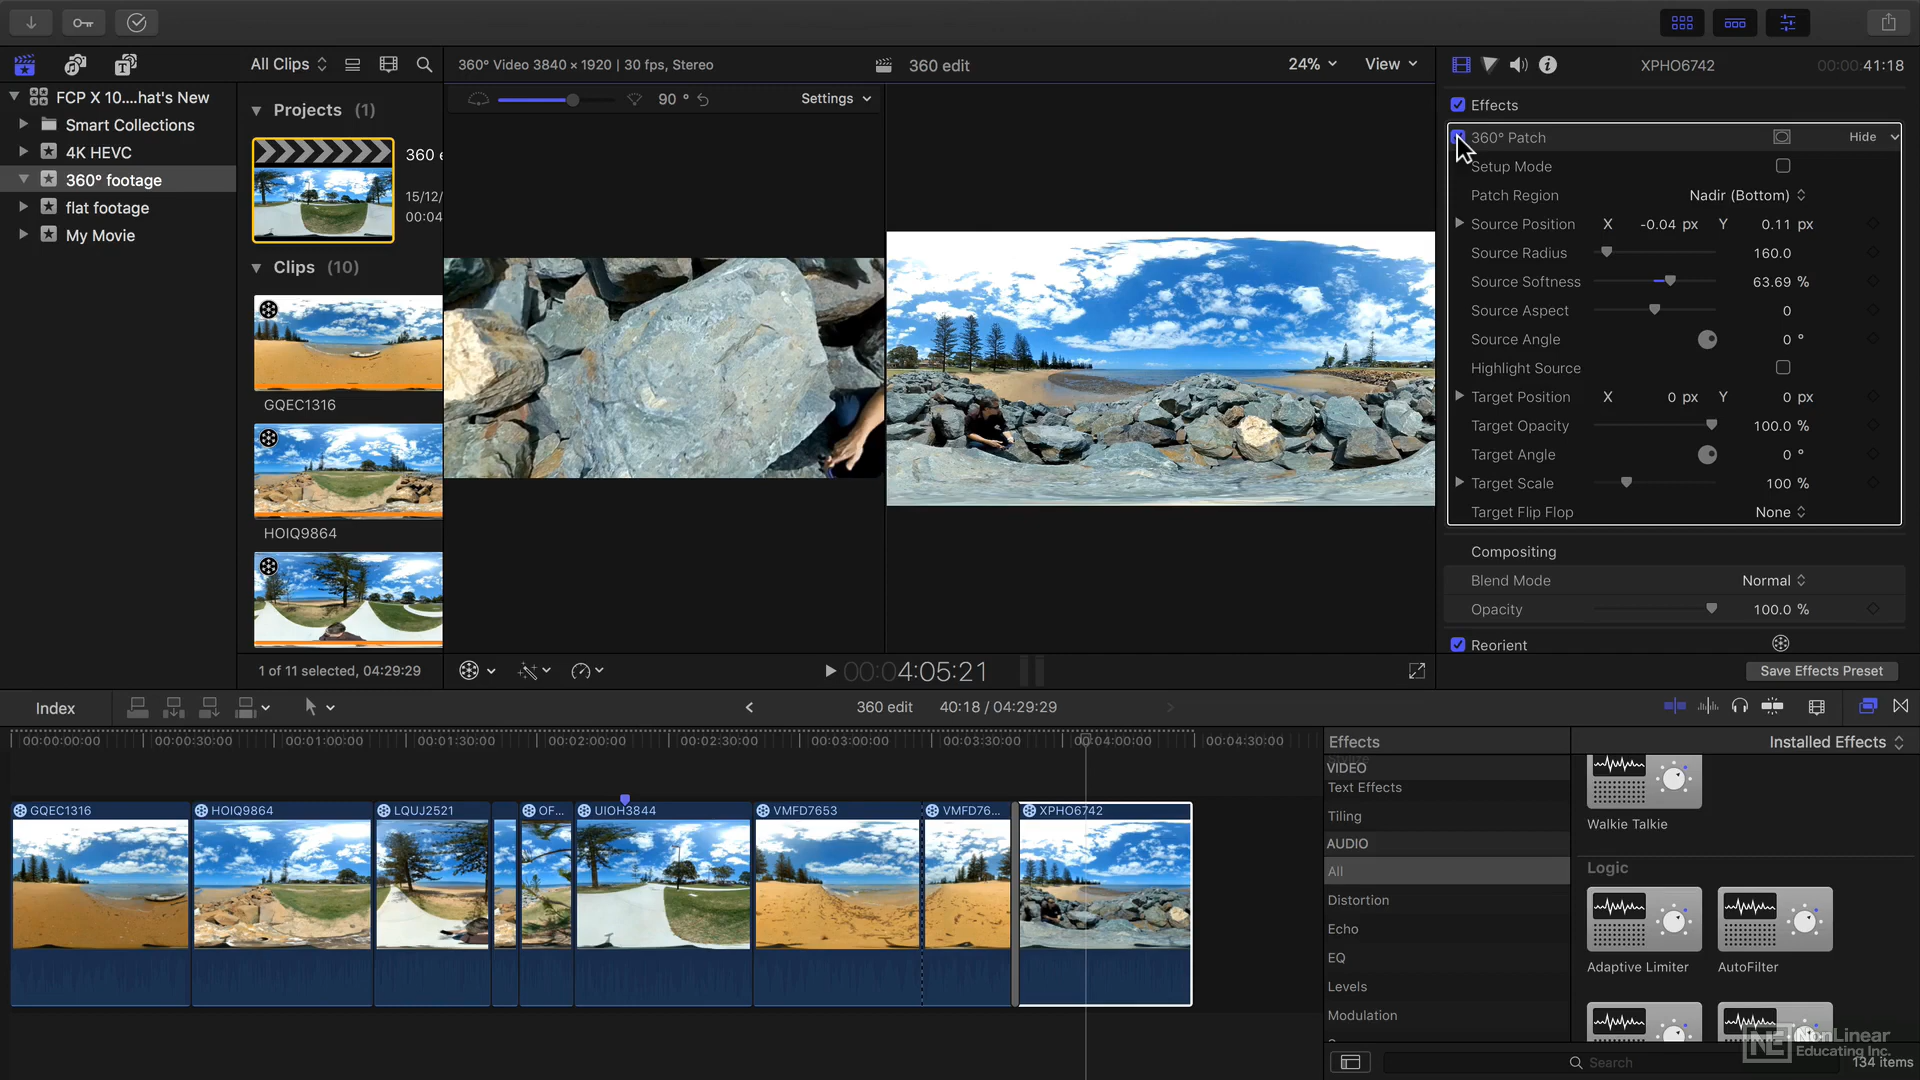 All Clips
360° Video 3840 × 1920 | 30 fps, Stereo
360 edit
24%
View
XPHO6742
00:00:41:18
FCP X 10....hat's New
Smart Collections
4K HEVC
360° footage
flat footage
My Movie
Projects (1)
360 e
15/12/
00:04
Clips (10)
GQEC1316
HOIQ9864
1 of 11 selected, 04:29:29
90 °
Settings
00:04:05:21
Effects
360° Patch
Hide
Setup Mode
Patch Region Nadir (Bottom)
Source Position X -0.04 px Y 0.11 px
Source Radius 160.0
Source Softness 63.69 %
Source Aspect 0
Source Angle 0 °
Highlight Source
Target Position X 0 px Y 0 px
Target Opacity 100.0 %
Target Angle 0 °
Target Scale 100 %
Target Flip Flop None
Compositing
Blend Mode Normal
Opacity 100.0 %
Reorient
Save Effects Preset
Index
360 edit
40:18 / 04:29:29
00:00:00:00
00:00:30:00
00:01:00:00
00:01:30:00
00:02:00:00
00:02:30:00
00:03:00:00
00:03:30:00
00:04:00:00
00:04:30:00
GQEC1316
HOIQ9864
LQUJ2521
OF...
UIOH3844
VMFD7653
VMFD76...
XPHO6742
Effects
Installed Effects
VIDEO
Text Effects
Tiling
AUDIO
All
Distortion
Echo
EQ
Levels
Modulation
Walkie Talkie
Logic
Adaptive Limiter
AutoFilter
Search
134 items
NE NonLinear
Educating Inc.